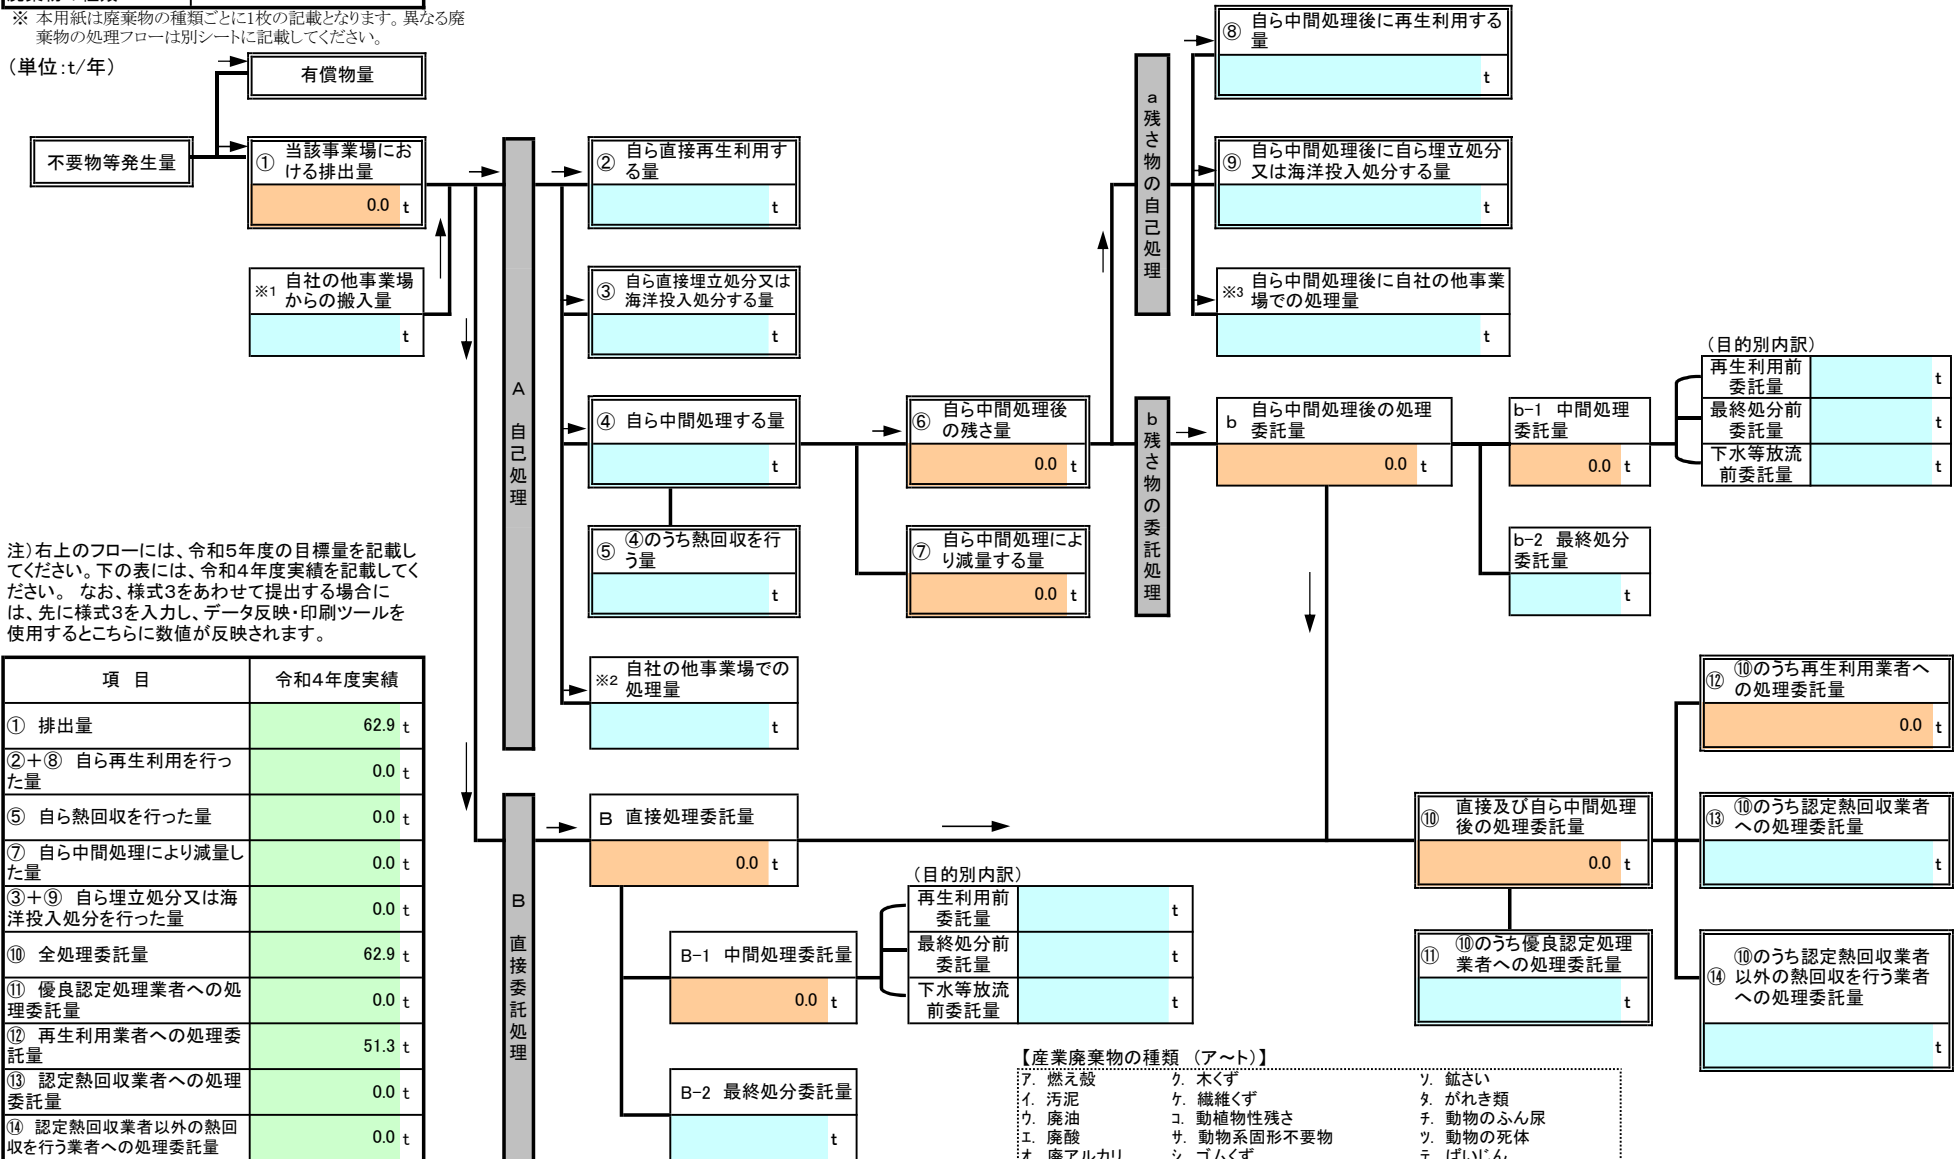 ※ 本用紙は廃棄物の種類ごとに1枚の記載となります。異なる廃
棄物の処理フローは別シートに記載してください。
（単位:t/年）
有償物量
不要物等発生量
① 当該事業場にお
ける排出量
0.0 t
※1 自社の他事業場
からの搬入量
t
A 自己処理
② 自ら直接再生利用す
る量
t
③ 自ら直接埋立処分又は
海洋投入処分する量
t
④ 自ら中間処理する量
t
⑤ ④のうち熱回収を行
う量
t
※2 自社の他事業場での
処理量
t
⑥ 自ら中間処理後
の残さ量
0.0 t
⑦ 自ら中間処理によ
り減量する量
0.0 t
a 残さ物の自己処理
⑧ 自ら中間処理後に再生利用する
量
t
⑨ 自ら中間処理後に自ら埋立処分
又は海洋投入処分する量
t
※3 自ら中間処理後に自社の他事業
場での処理量
t
b 残さ物の委託処理
b 自ら中間処理後の処理
委託量
0.0 t
b-1 中間処理
委託量
0.0 t
（目的別内訳）
再生利用前
委託量
t
最終処分前
委託量
t
下水等放流
前委託量
t
b-2 最終処分
委託量
t
注）右上のフローには、令和5年度の目標量を記載し
てください。下の表には、令和4年度実績を記載してく
ださい。 なお、様式3をあわせて提出する場合に
は、先に様式3を入力し、データ反映・印刷ツールを
使用するとこちらに数値が反映されます。
項 目 令和4年度実績
① 排出量 62.9 t
②+⑧ 自ら再生利用を行っ
た量 0.0 t
⑤ 自ら熱回収を行った量 0.0 t
⑦ 自ら中間処理により減量し
た量 0.0 t
③+⑨ 自ら埋立処分又は海
洋投入処分を行った量 0.0 t
⑩ 全処理委託量 62.9 t
⑪ 優良認定処理業者への処
理委託量 0.0 t
⑫ 再生利用業者への処理委
託量 51.3 t
⑬ 認定熱回収業者への処理
委託量 0.0 t
⑭ 認定熱回収業者以外の熱回
収を行う業者への処理委託量 0.0 t
B 直接委託処理
B 直接処理委託量
0.0 t
B-1 中間処理委託量
0.0 t
（目的別内訳）
再生利用前
委託量
t
最終処分前
委託量
t
下水等放流
前委託量
t
B-2 最終処分委託量
t
⑩ 直接及び自ら中間処理
後の処理委託量
0.0 t
⑪ ⑩のうち優良認定処理
業者への処理委託量
t
⑫ ⑩のうち再生利用業者へ
の処理委託量
0.0 t
⑬ ⑩のうち認定熱回収業者
への処理委託量
t
⑭ ⑩のうち認定熱回収業者
以外の熱回収を行う業者
への処理委託量
t
【産業廃棄物の種類 （ア～ト）】
ア. 燃え殻 ク. 木くず ソ. 鉱さい
イ. 汚泥 ケ. 繊維くず タ. がれき類
ウ. 廃油 コ. 動植物性残さ チ. 動物のふん尿
エ. 廃酸 サ. 動物系固形不要物 ツ. 動物の死体
オ. 廃アルカリ シ. ゴムくず テ. ばいじん